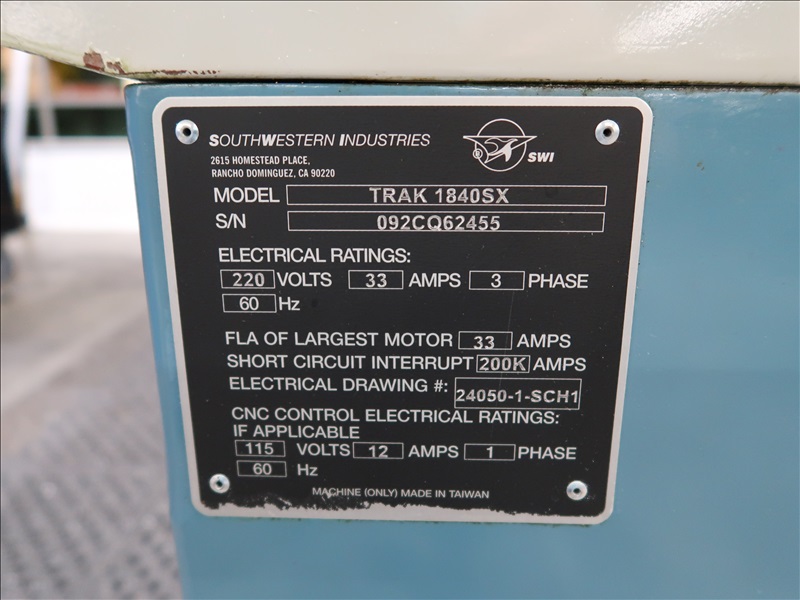 SOUTHWESTERN INDUSTRIES
2615 HOMESTEAD PLACE,
RANCHO DOMINGUEZ, CA 90220
® SWI
MODEL TRAK 1840SX
S/N 092CQ62455
ELECTRICAL RATINGS:
220 VOLTS 33 AMPS 3 PHASE
60 Hz
FLA OF LARGEST MOTOR 33 AMPS
SHORT CIRCUIT INTERRUPT 200K AMPS
ELECTRICAL DRAWING #: 24050-1-SCH1
CNC CONTROL ELECTRICAL RATINGS:
IF APPLICABLE
115 VOLTS 12 AMPS 1 PHASE
60 Hz
MACHINE (ONLY) MADE IN TAIWAN